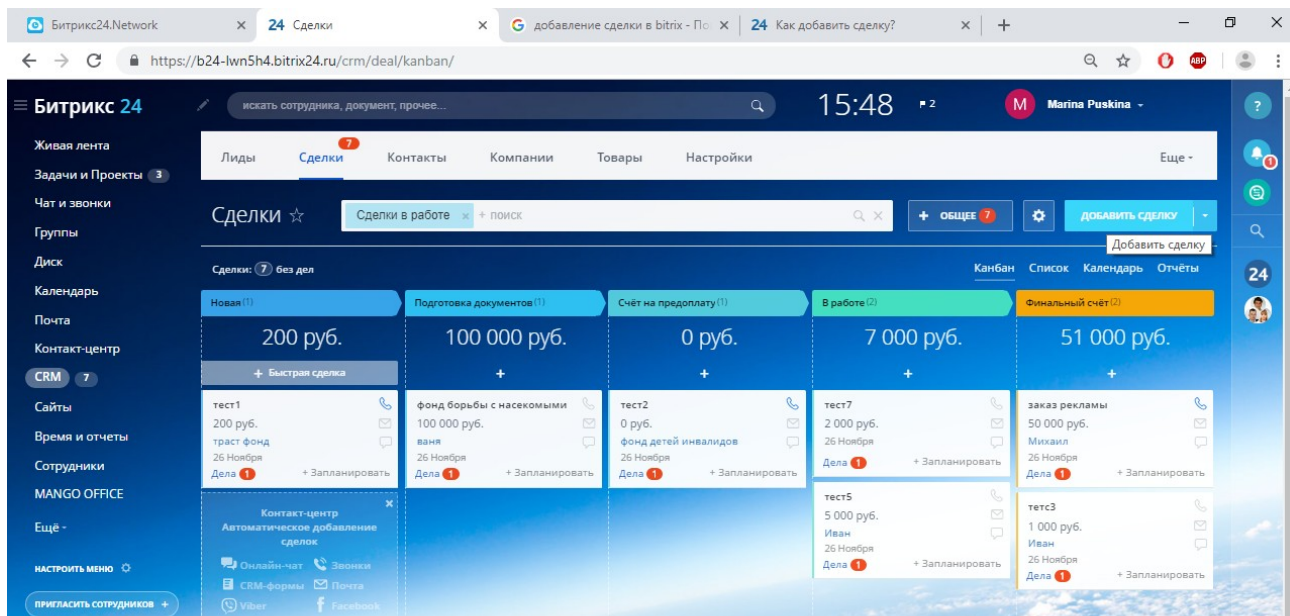 Битрикс24.Network
24 Сделки
добавление сделки в bitrix - По
24 Как добавить сделку?
https://b24-lwn5h4.bitrix24.ru/crm/deal/kanban/
ABP
Битрикс 24
искать сотрудника, документ, прочее...
15:48
2
M
Marina Puskina
?
Живая лента
Задачи и Проекты 3
Чат и звонки
Группы
Диск
Календарь
Почта
Контакт-центр
CRM 7
Сайты
Время и отчеты
Сотрудники
MANGO OFFICE
Ещё -
НАСТРОИТЬ МЕНЮ
ПРИГЛАСИТЬ СОТРУДНИКОВ +
Лиды
Сделки 7
Контакты
Компании
Товары
Настройки
Еще -
1
24
Сделки
Сделки в работе × + поиск
+ ОБЩЕЕ 7
ДОБАВИТЬ СДЕЛКУ
Добавить сделку
Сделки: 7 без дел
Канбан Список Календарь Отчёты
Новая (1)
200 руб.
+ Быстрая сделка
тест1
200 руб.
траст фонд
26 Ноября
Дела 1 + Запланировать
Контакт-центр
Автоматическое добавление
сделок
Онлайн-чат Звонки
CRM-формы Почта
Viber Facebook
Подготовка документов (1)
100 000 руб.
+
фонд борьбы с насекомыми
100 000 руб.
ваня
26 Ноября
Дела 1 + Запланировать
Счёт на предоплату (1)
0 руб.
+
тест2
0 руб.
фонд детей инвалидов
26 Ноября
Дела 1 + Запланировать
В работе (2)
7 000 руб.
+
тест7
2 000 руб.
26 Ноября
Дела 1 + Запланировать
тест5
5 000 руб.
Иван
26 Ноября
Дела 1 + Запланировать
Финальный счёт (2)
51 000 руб.
+
заказ рекламы
50 000 руб.
Михаил
26 Ноября
Дела 1 + Запланировать
тетс3
1 000 руб.
Иван
26 Ноября
Дела 1 + Запланировать